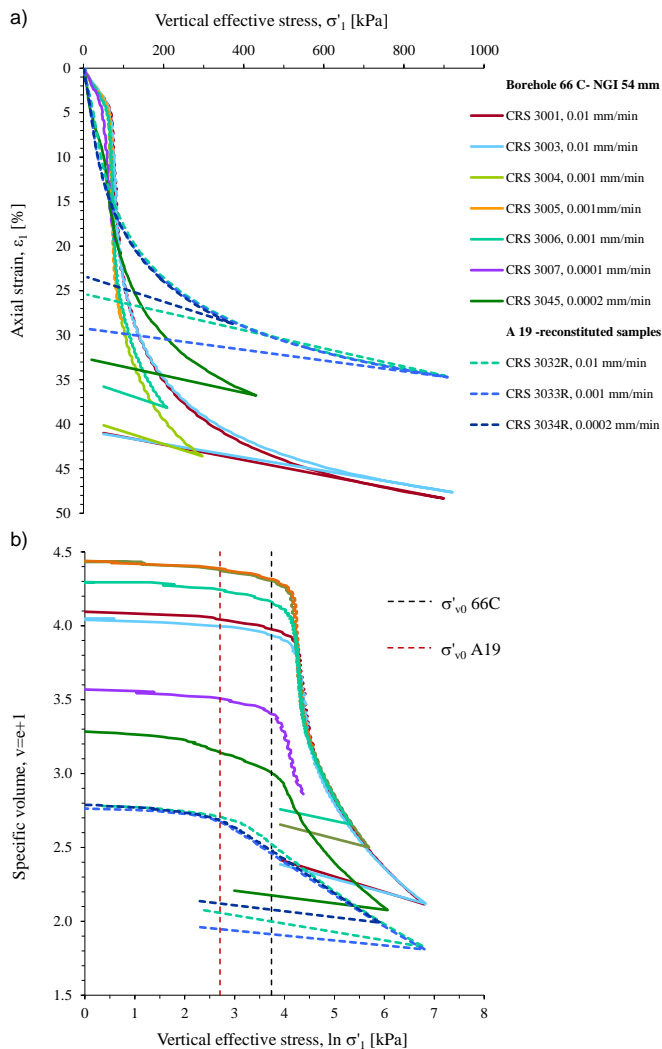 a)
Vertical effective stress, σ'1 [kPa]
0 200 400 600 800 1000
0
5
10
15
20
25
30
35
40
45
50
Axial strain, ε1 [%]
Borehole 66 C- NGI 54 mm
CRS 3001, 0.01 mm/min
CRS 3003, 0.01 mm/min
CRS 3004, 0.001 mm/min
CRS 3005, 0.001mm/min
CRS 3006, 0.001 mm/min
CRS 3007, 0.0001 mm/min
CRS 3045, 0.0002 mm/min
A 19 -reconstituted samples
CRS 3032R, 0.01 mm/min
CRS 3033R, 0.001 mm/min
CRS 3034R, 0.0002 mm/min
b)
4.5
4.0
3.5
3.0
2.5
2.0
1.5
Specific volume, v=e+1
σ'v0 66C
σ'v0 A19
0 1 2 3 4 5 6 7 8
Vertical effective stress, ln σ'1 [kPa]